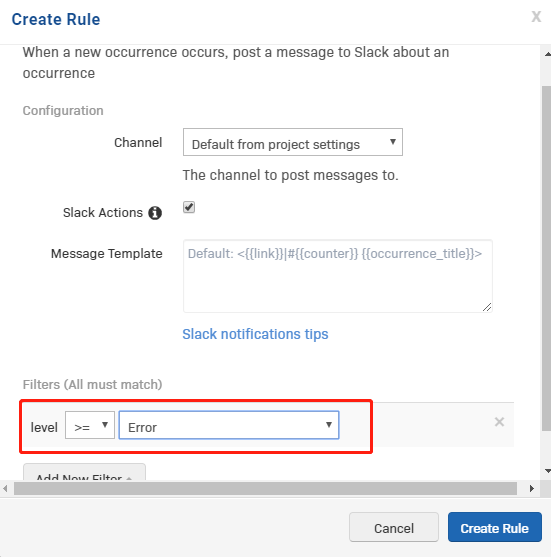 Create Rule
X
When a new occurrence occurs, post a message to Slack about an
occurrence
Configuration
Channel
Default from project settings
The channel to post messages to.
Slack Actions
Message Template
Default: <{{link}}|#{{counter}} {{occurrence_title}}>
Slack notifications tips
Filters (All must match)
level >= Error
Add New Filter
Cancel
Create Rule